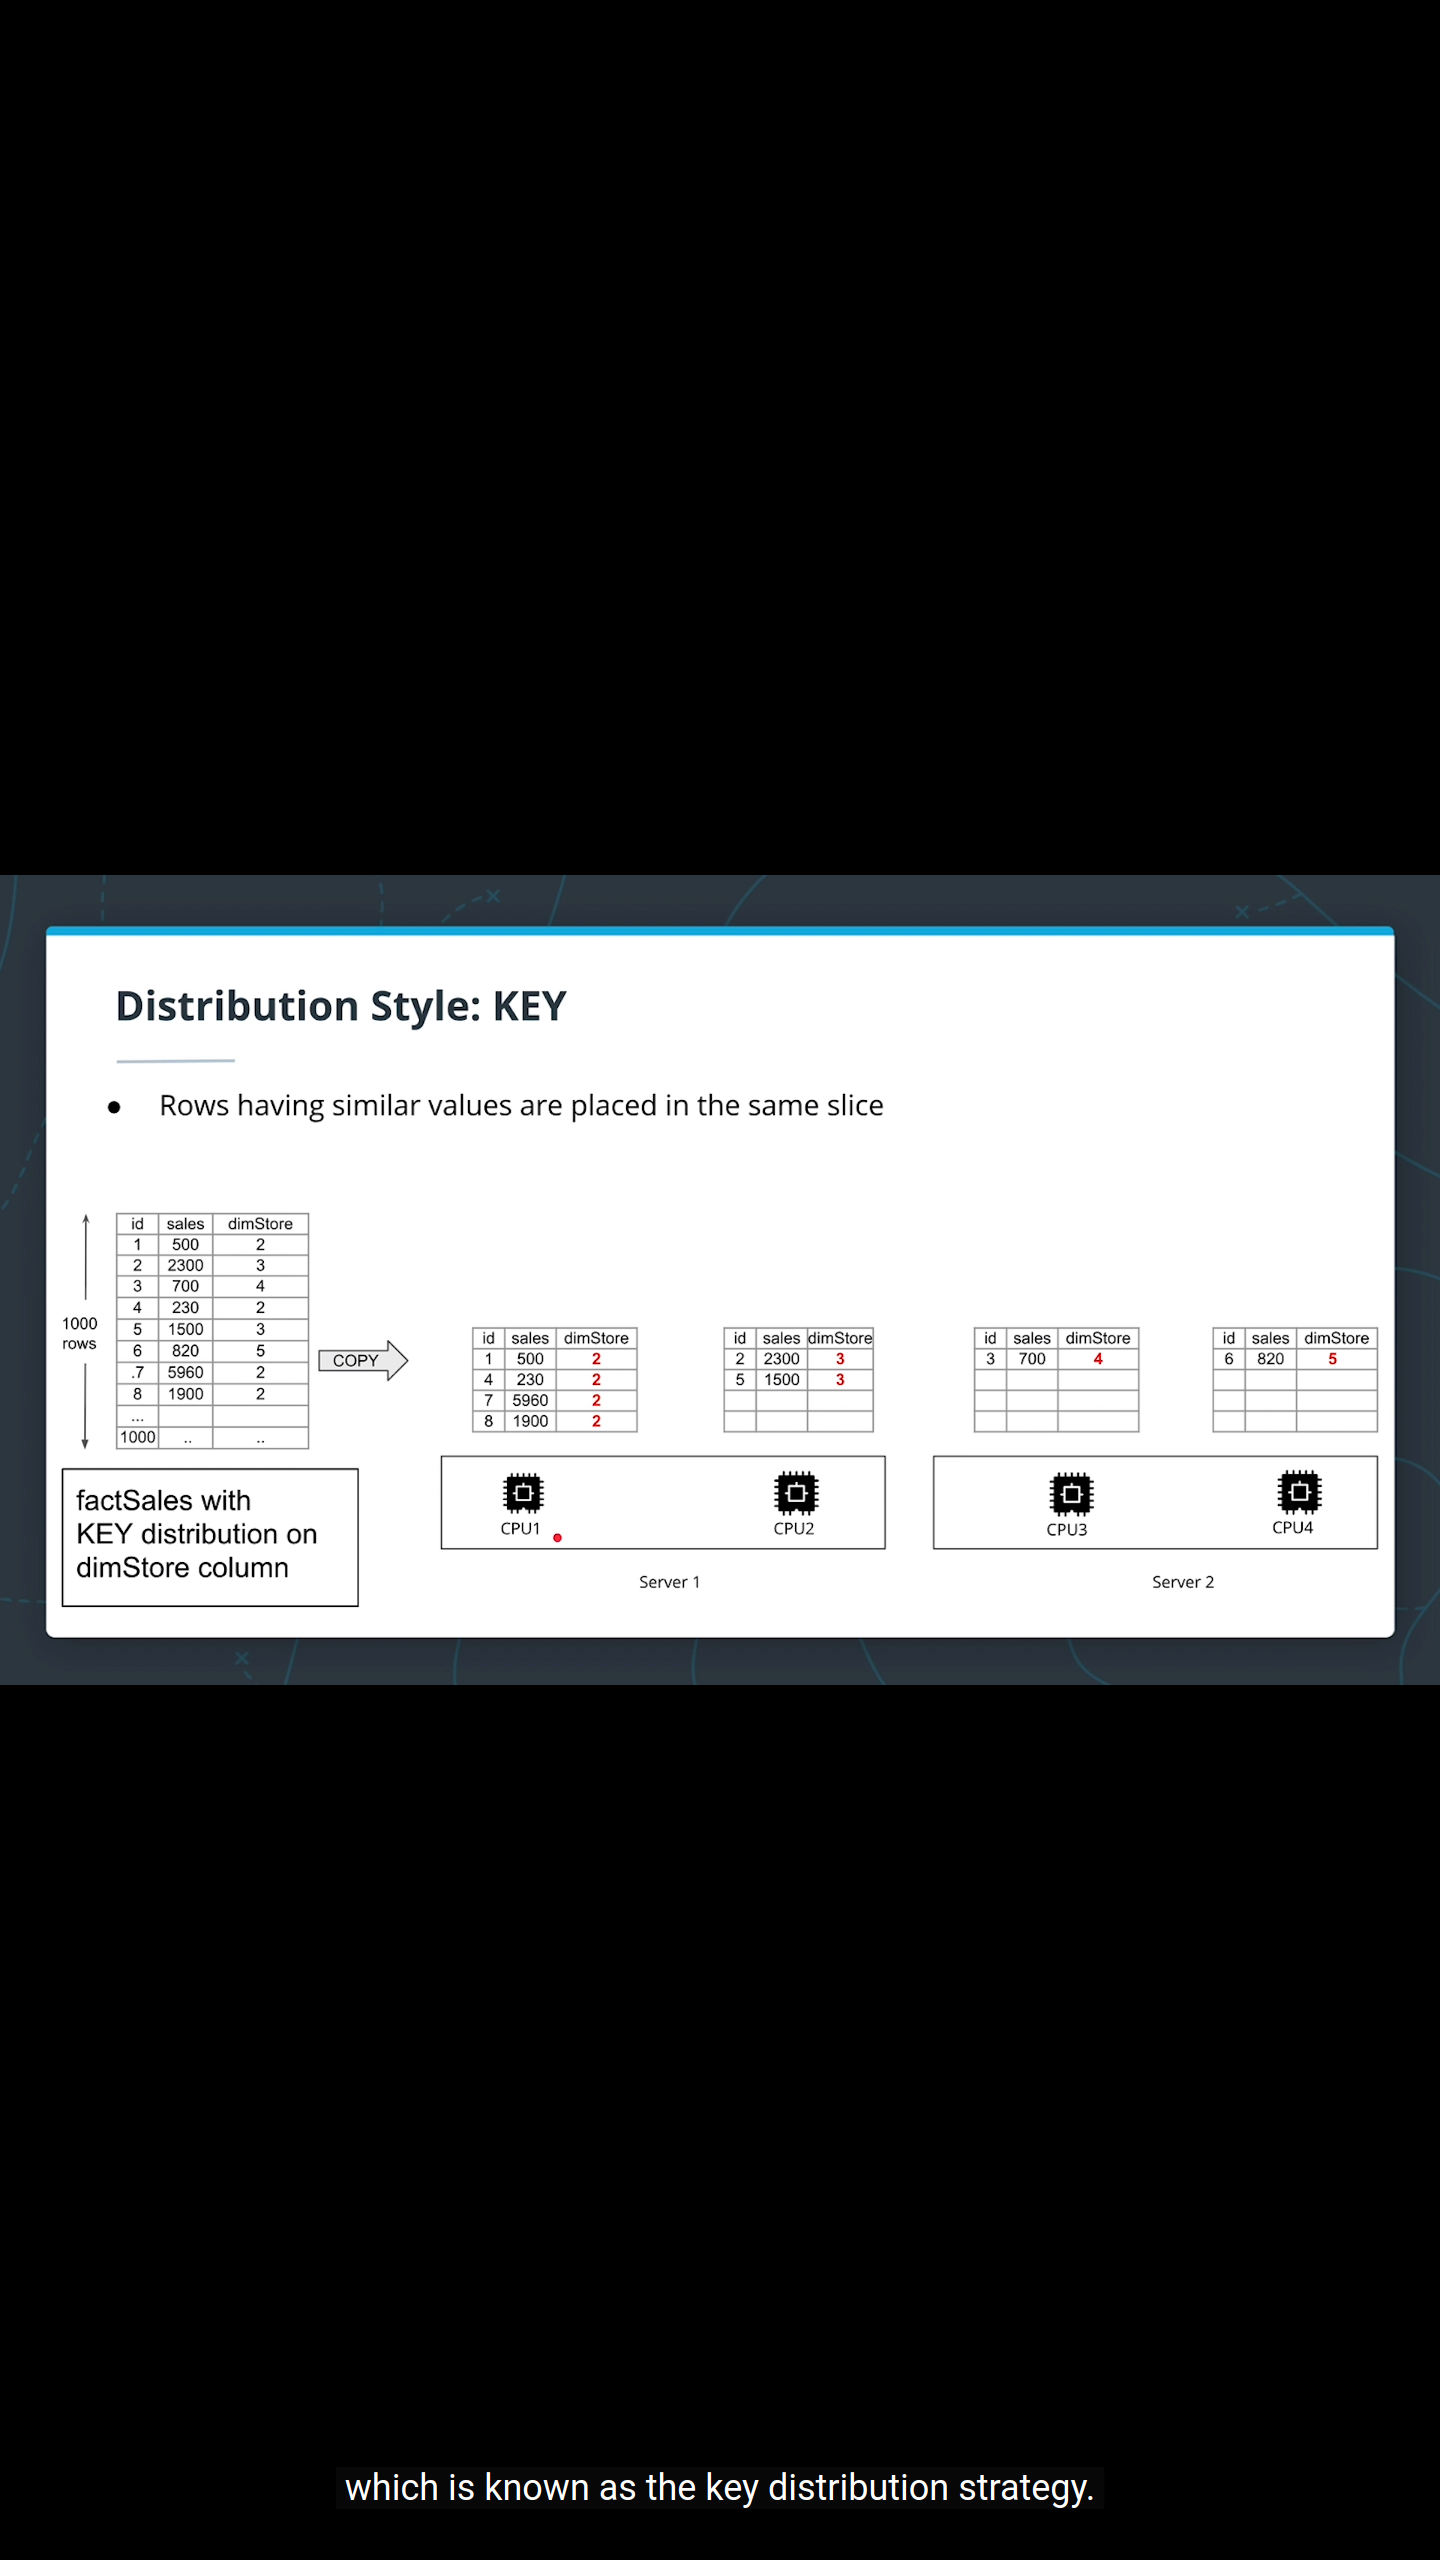 Distribution Style: KEY
● Rows having similar values are placed in the same slice
1000
rows
id sales dimStore
1 500 2
2 2300 3
3 700 4
4 230 2
5 1500 3
6 820 5
.7 5960 2
8 1900 2
...
1000 .. ..
COPY
id sales dimStore
1 500 2
4 230 2
7 5960 2
8 1900 2
id sales dimStore
2 2300 3
5 1500 3
id sales dimStore
3 700 4
id sales dimStore
6 820 5
factSales with
KEY distribution on
dimStore column
CPU1
CPU2
CPU3
CPU4
Server 1
Server 2
which is known as the key distribution strategy.